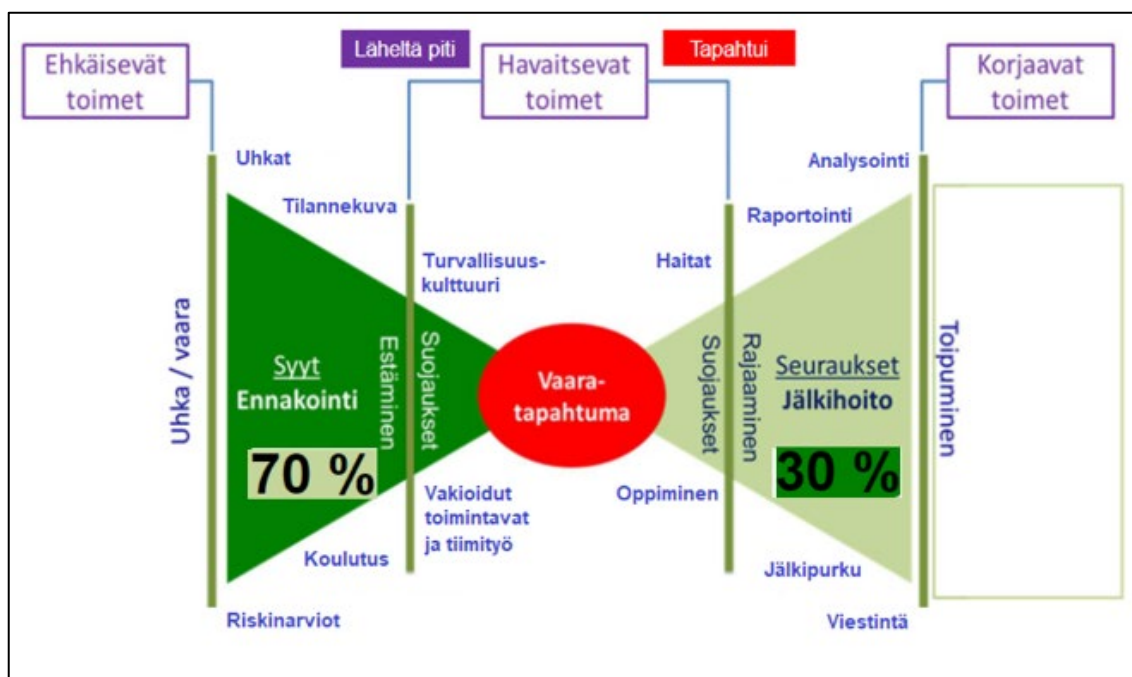 Ehkäisevät
toimet
Läheltä piti
Havaitsevat
toimet
Tapahtui
Korjaavat
toimet
Uhkat
Tilannekuva
Turvallisuus-
kulttuuri
Uhka / vaara
Syyt
Ennakointi
70 %
Estäminen
Suojaukset
Koulutus
Riskinarviot
Vakioidut
toimintavat
ja tiimityö
Vaara-
tapahtuma
Analysointi
Raportointi
Haitat
Suojaukset
Rajaaminen
Seuraukset
Jälkihoito
30 %
Oppiminen
Jälkipurku
Viestintä
Toipuminen